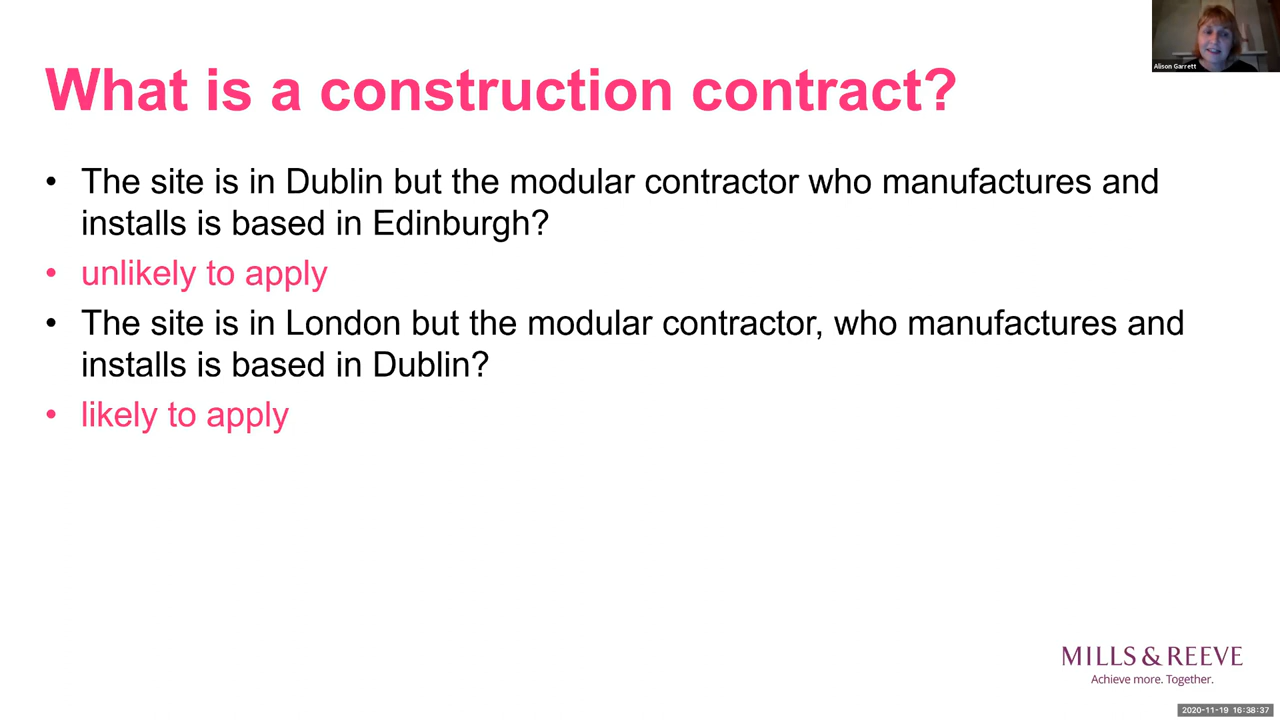 Alison Garrett
What is a construction contract?
• The site is in Dublin but the modular contractor who manufactures and
installs is based in Edinburgh?
• unlikely to apply
• The site is in London but the modular contractor, who manufactures and
installs is based in Dublin?
• likely to apply
MILLS & REEVE
Achieve more. Together.
2020-11-19 16:38:37